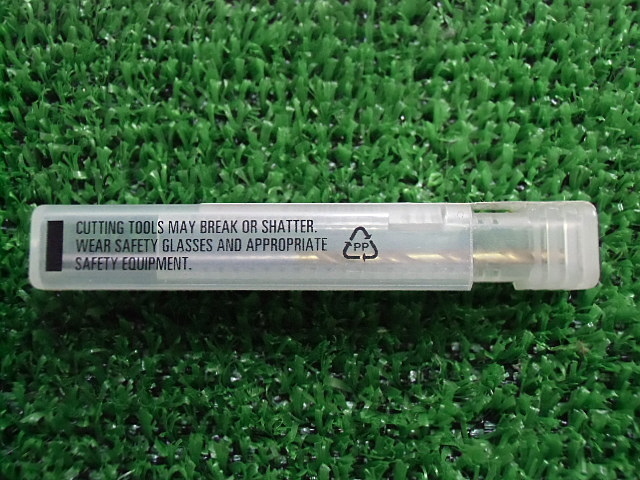 CUTTING TOOLS MAY BREAK OR SHATTER.
WEAR SAFETY GLASSES AND APPROPRIATE
SAFETY EQUIPMENT.
PP